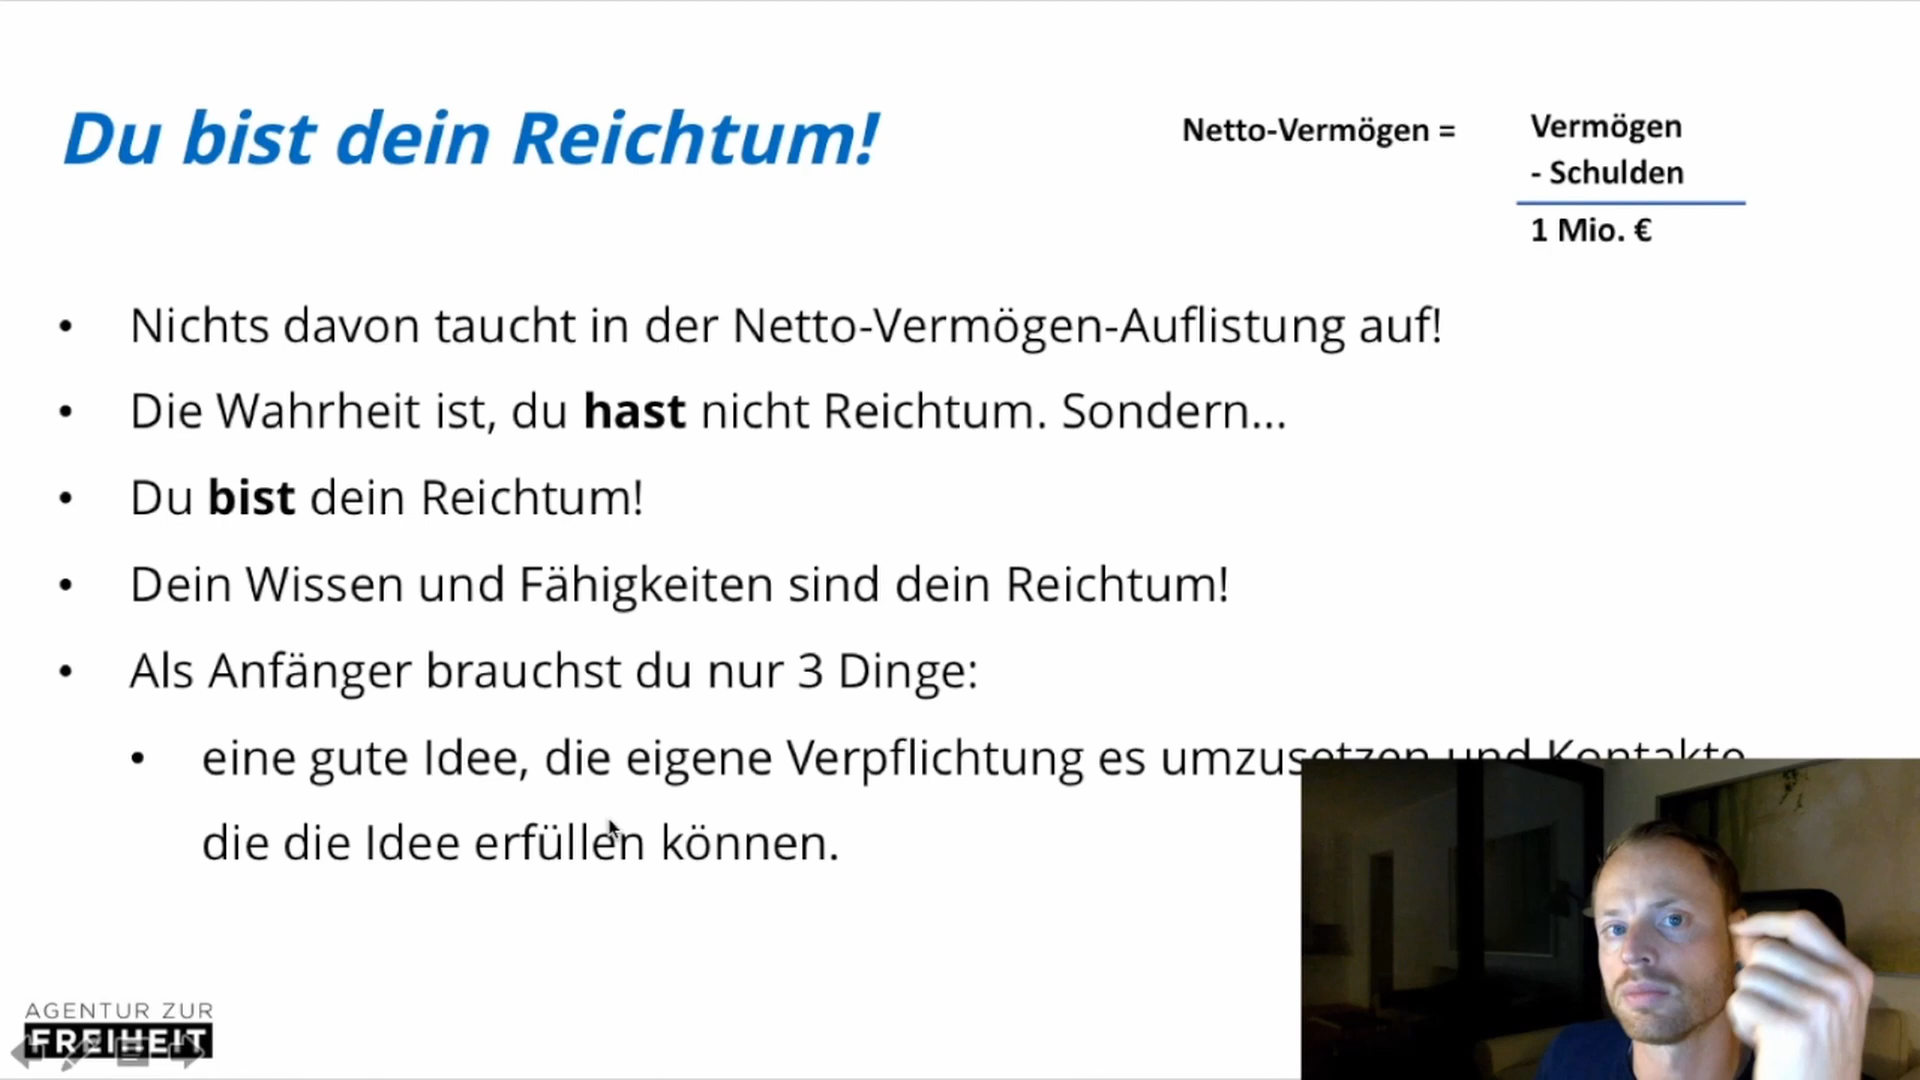 Du bist dein Reichtum!
Netto-Vermögen =
Vermögen
- Schulden
1 Mio. €
• Nichts davon taucht in der Netto-Vermögen-Auflistung auf!
• Die Wahrheit ist, du hast nicht Reichtum. Sondern...
• Du bist dein Reichtum!
• Dein Wissen und Fähigkeiten sind dein Reichtum!
• Als Anfänger brauchst du nur 3 Dinge:
• eine gute Idee, die eigene Verpflichtung es umzusetzen und Kontakte
die die Idee erfüllen können.
AGENTUR ZUR
FREIHEIT